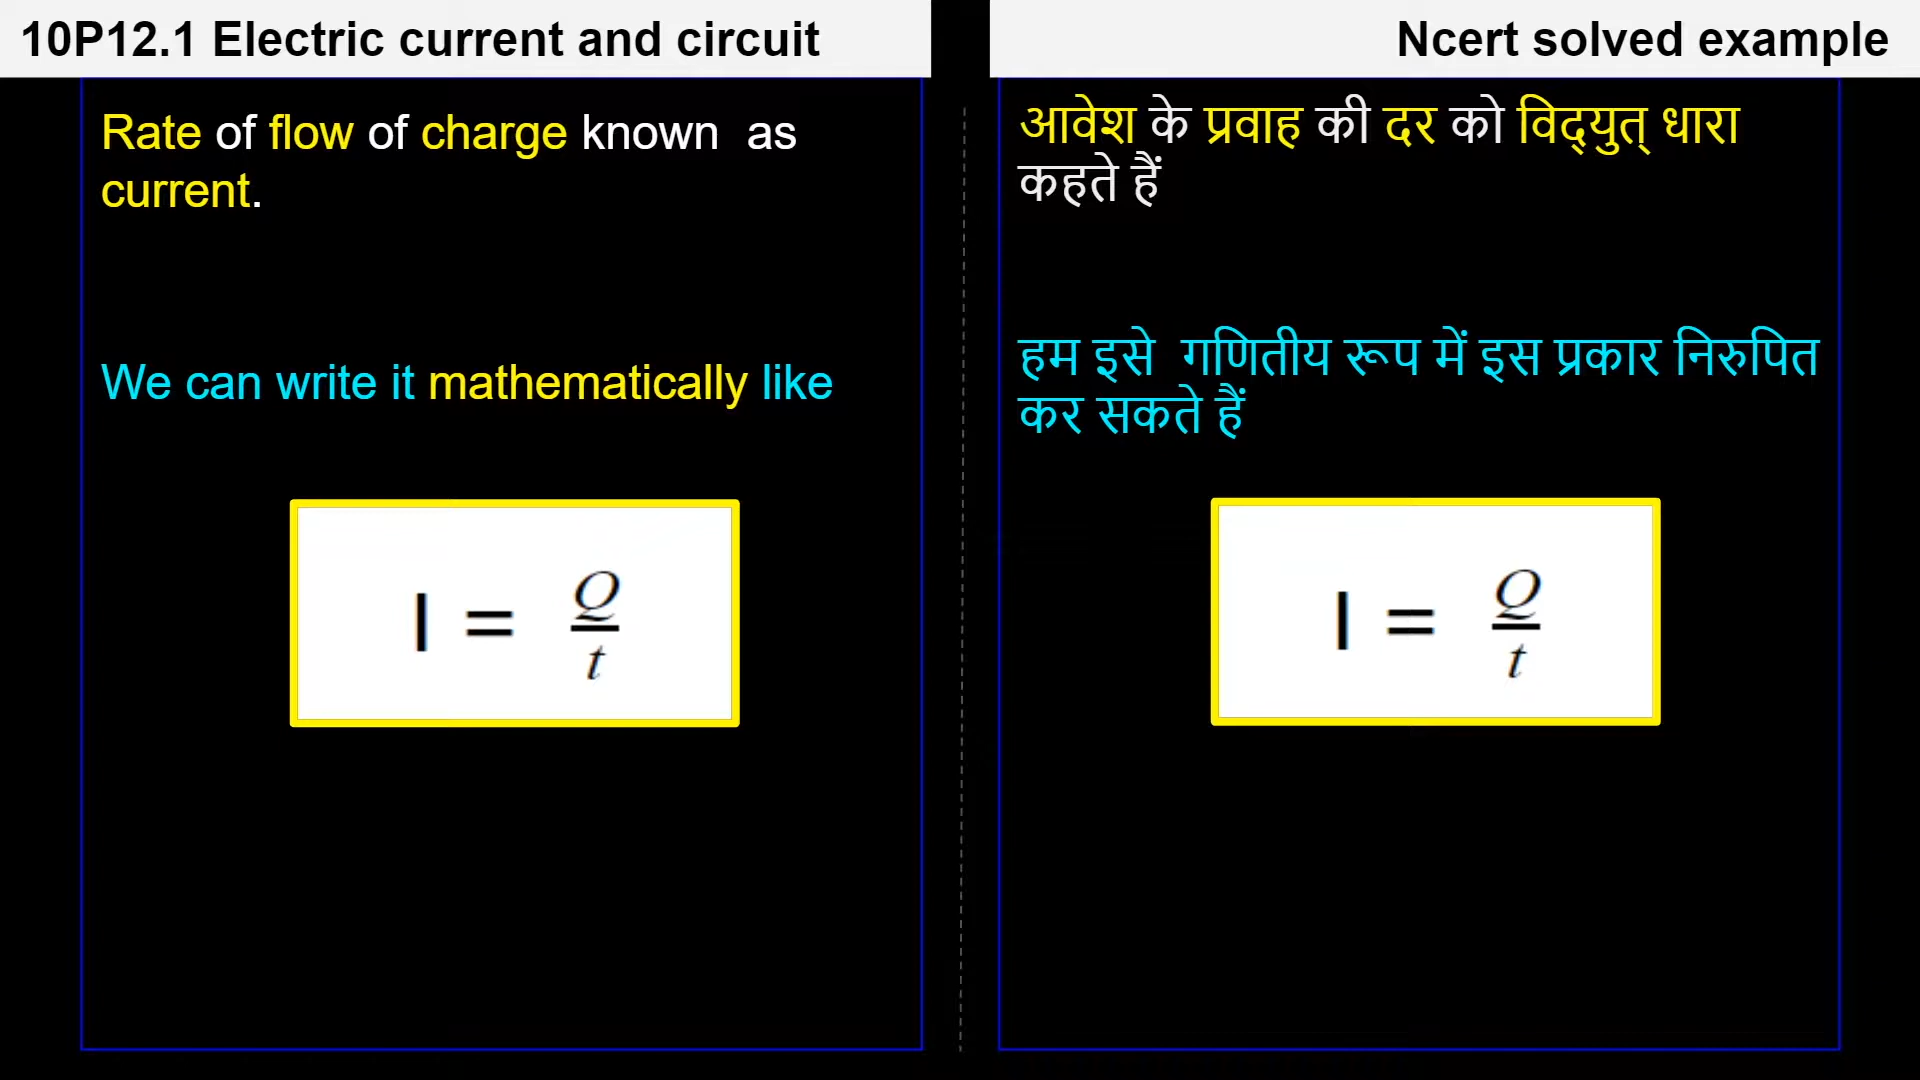 10P12.1 Electric current and circuit
Ncert solved example
Rate of flow of charge known  as
current.
We can write it mathematically like
I = Q/t
आवेश के प्रवाह की दर को विद्युत् धारा
कहते हैं
हम इसे  गणितीय रूप में इस प्रकार निरुपित
कर सकते हैं
I = Q/t